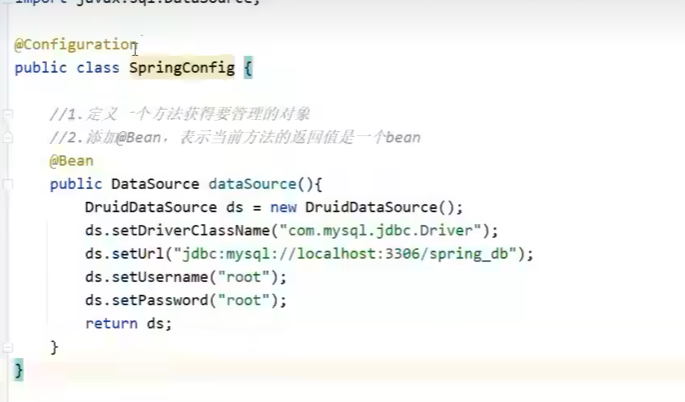 import javax.sql.DataSource;
@Configuration
public class SpringConfig {
//1.定义一个方法获得要管理的对象
//2.添加@Bean，表示当前方法的返回值是一个bean
@Bean
public DataSource dataSource(){
DruidDataSource ds = new DruidDataSource();
ds.setDriverClassName("com.mysql.jdbc.Driver");
ds.setUrl("jdbc:mysql://localhost:3306/spring_db");
ds.setUsername("root");
ds.setPassword("root");
return ds;
}
}